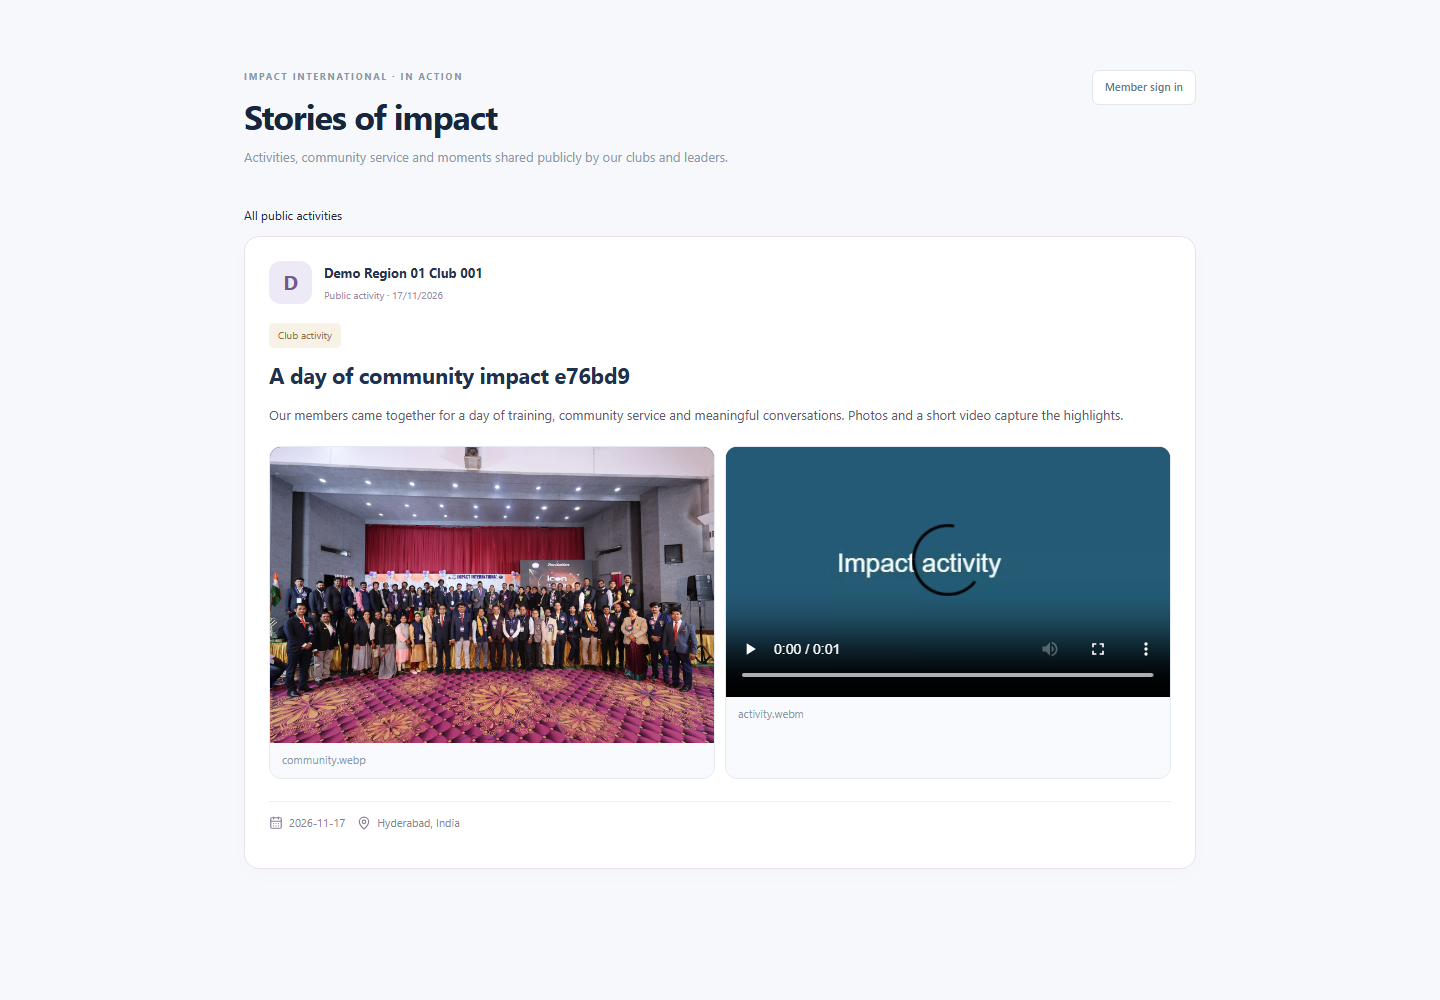 IMPACT INTERNATIONAL · IN ACTION
Member sign in
Stories of impact
Activities, community service and moments shared publicly by our clubs and leaders.
All public activities
D
Demo Region 01 Club 001
Public activity · 17/11/2026
Club activity
A day of community impact e76bd9
Our members came together for a day of training, community service and meaningful conversations. Photos and a short video capture the highlights.
IMPACT INTERNATIONAL
icon
Impact activity
0:00 / 0:01
activity.webm
community.webp
2026-11-17
Hyderabad, India